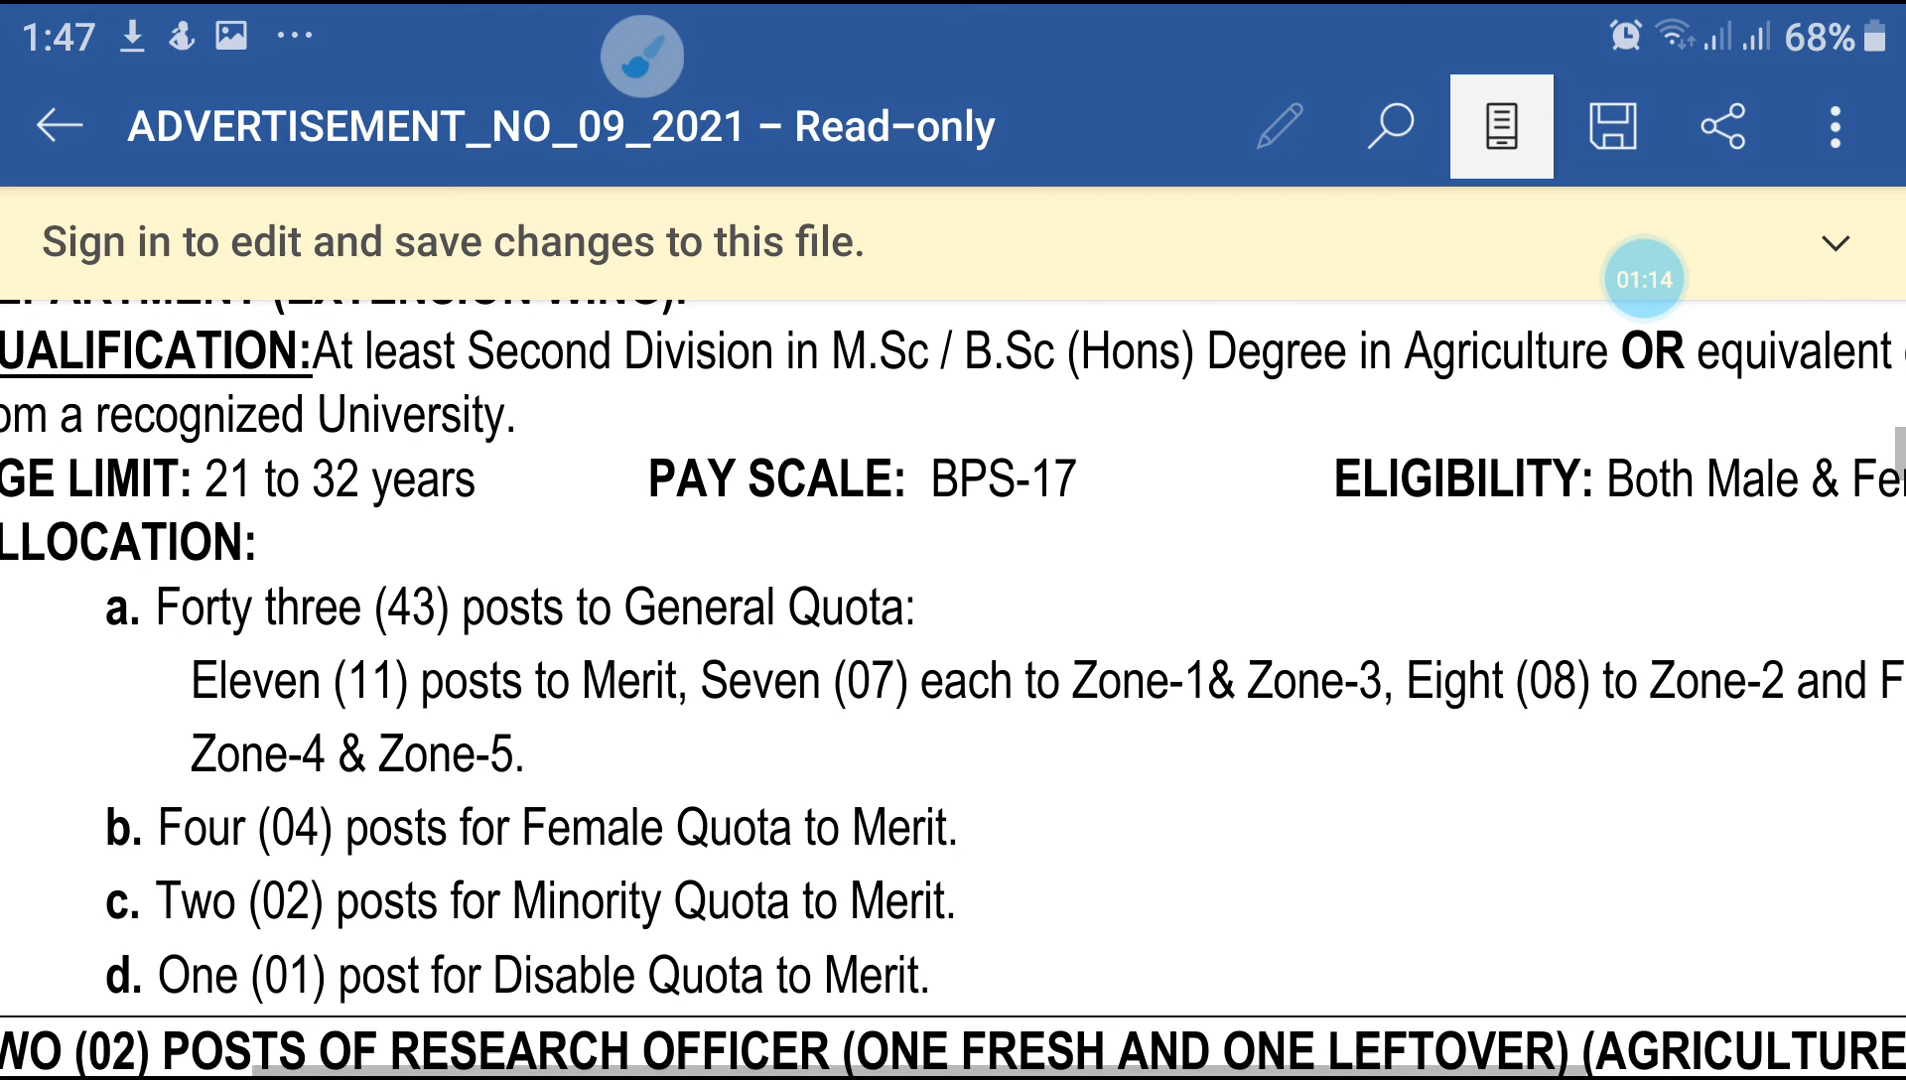 1:47 ... 68%
ADVERTISEMENT_NO_09_2021 – Read-only
Sign in to edit and save changes to this file.
01:14
EPARTMENT (EXTENSION WING).
UALIFICATION:At least Second Division in M.Sc / B.Sc (Hons) Degree in Agriculture OR equivalent
om a recognized University.
GE LIMIT: 21 to 32 years PAY SCALE: BPS-17 ELIGIBILITY: Both Male & Fe
LLOCATION:
a. Forty three (43) posts to General Quota:
Eleven (11) posts to Merit, Seven (07) each to Zone-1& Zone-3, Eight (08) to Zone-2 and F
Zone-4 & Zone-5.
b. Four (04) posts for Female Quota to Merit.
c. Two (02) posts for Minority Quota to Merit.
d. One (01) post for Disable Quota to Merit.
WO (02) POSTS OF RESEARCH OFFICER (ONE FRESH AND ONE LEFTOVER) (AGRICULTURE